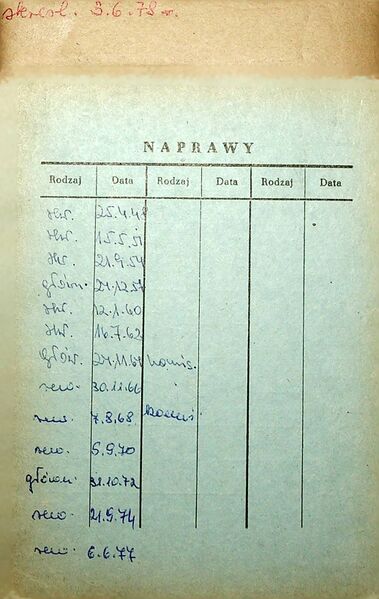 skreśl. 3.6.78 r.
NAPRAWY
Rodzaj Data Rodzaj Data Rodzaj Data
śr. 25.4.48
śr. 15.5.51
śr. 21.9.54
główn. 21.12.57
śr. 12.1.60
śr. 16.7.62
główn. 24.11.64
rew. 30.11.66
rew. 7.8.68
rew. 5.9.70
główn. 31.10.72
rew. 21.9.74
rew. 6.6.77